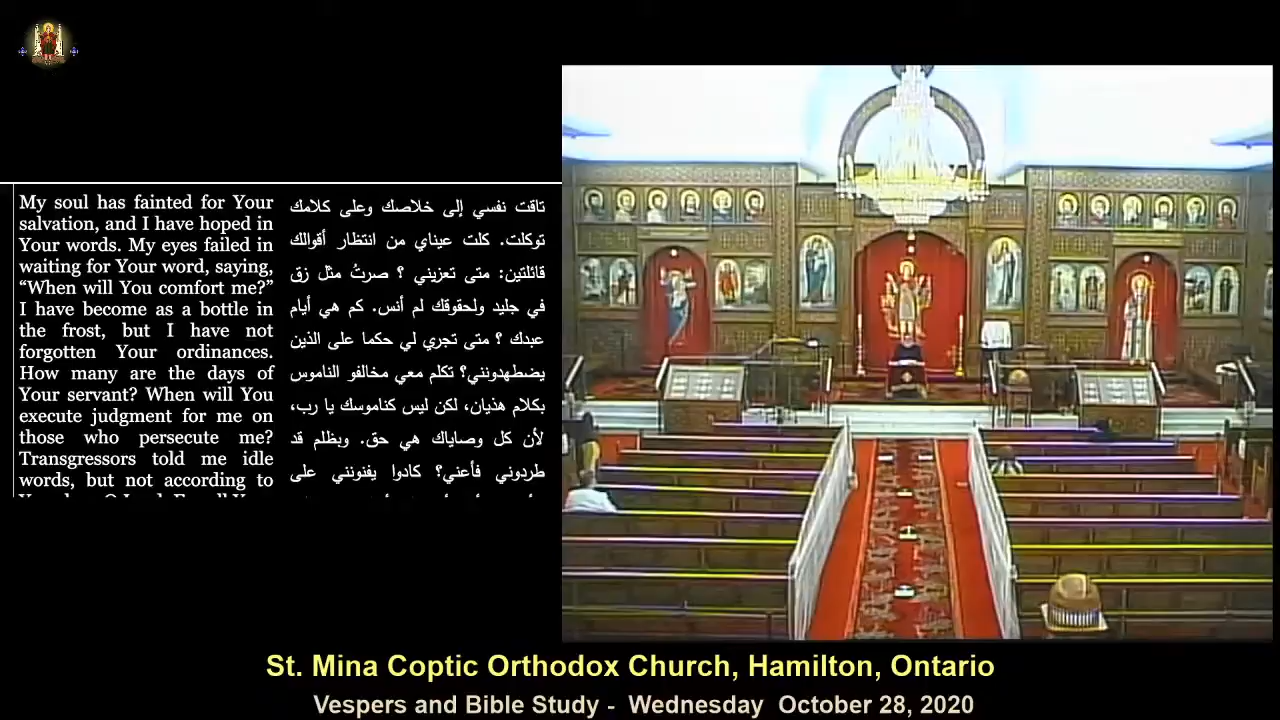 My soul has fainted for Your
salvation, and I have hoped in
Your words. My eyes failed in
waiting for Your word, saying,
“When will You comfort me?”
I have become as a bottle in
the frost, but I have not
forgotten Your ordinances.
How many are the days of
Your servant? When will You
execute judgment for me on
those who persecute me?
Transgressors told me idle
words, but not according to
تاقت نفسي إلى خلاصك وعلى كلامك
توكلت. كلت عيناي من انتظار أقوالك
قائلتين: متى تعزيني ؟ صرتُ مثل زق
في جليد ولحقوقك لم أنس. كم هي أيام
عبدك ؟ متى تجري لي حكما على الذين
يضطهدونني؟ تكلم معي مخالفو الناموس
بكلام هذيان، لكن ليس كناموسك يا رب،
لأن كل وصاياك هي حق. وبظلم قد
طردوني فأعني؟ كادوا يفنونني على
St. Mina Coptic Orthodox Church, Hamilton, Ontario
Vespers and Bible Study - Wednesday October 28, 2020